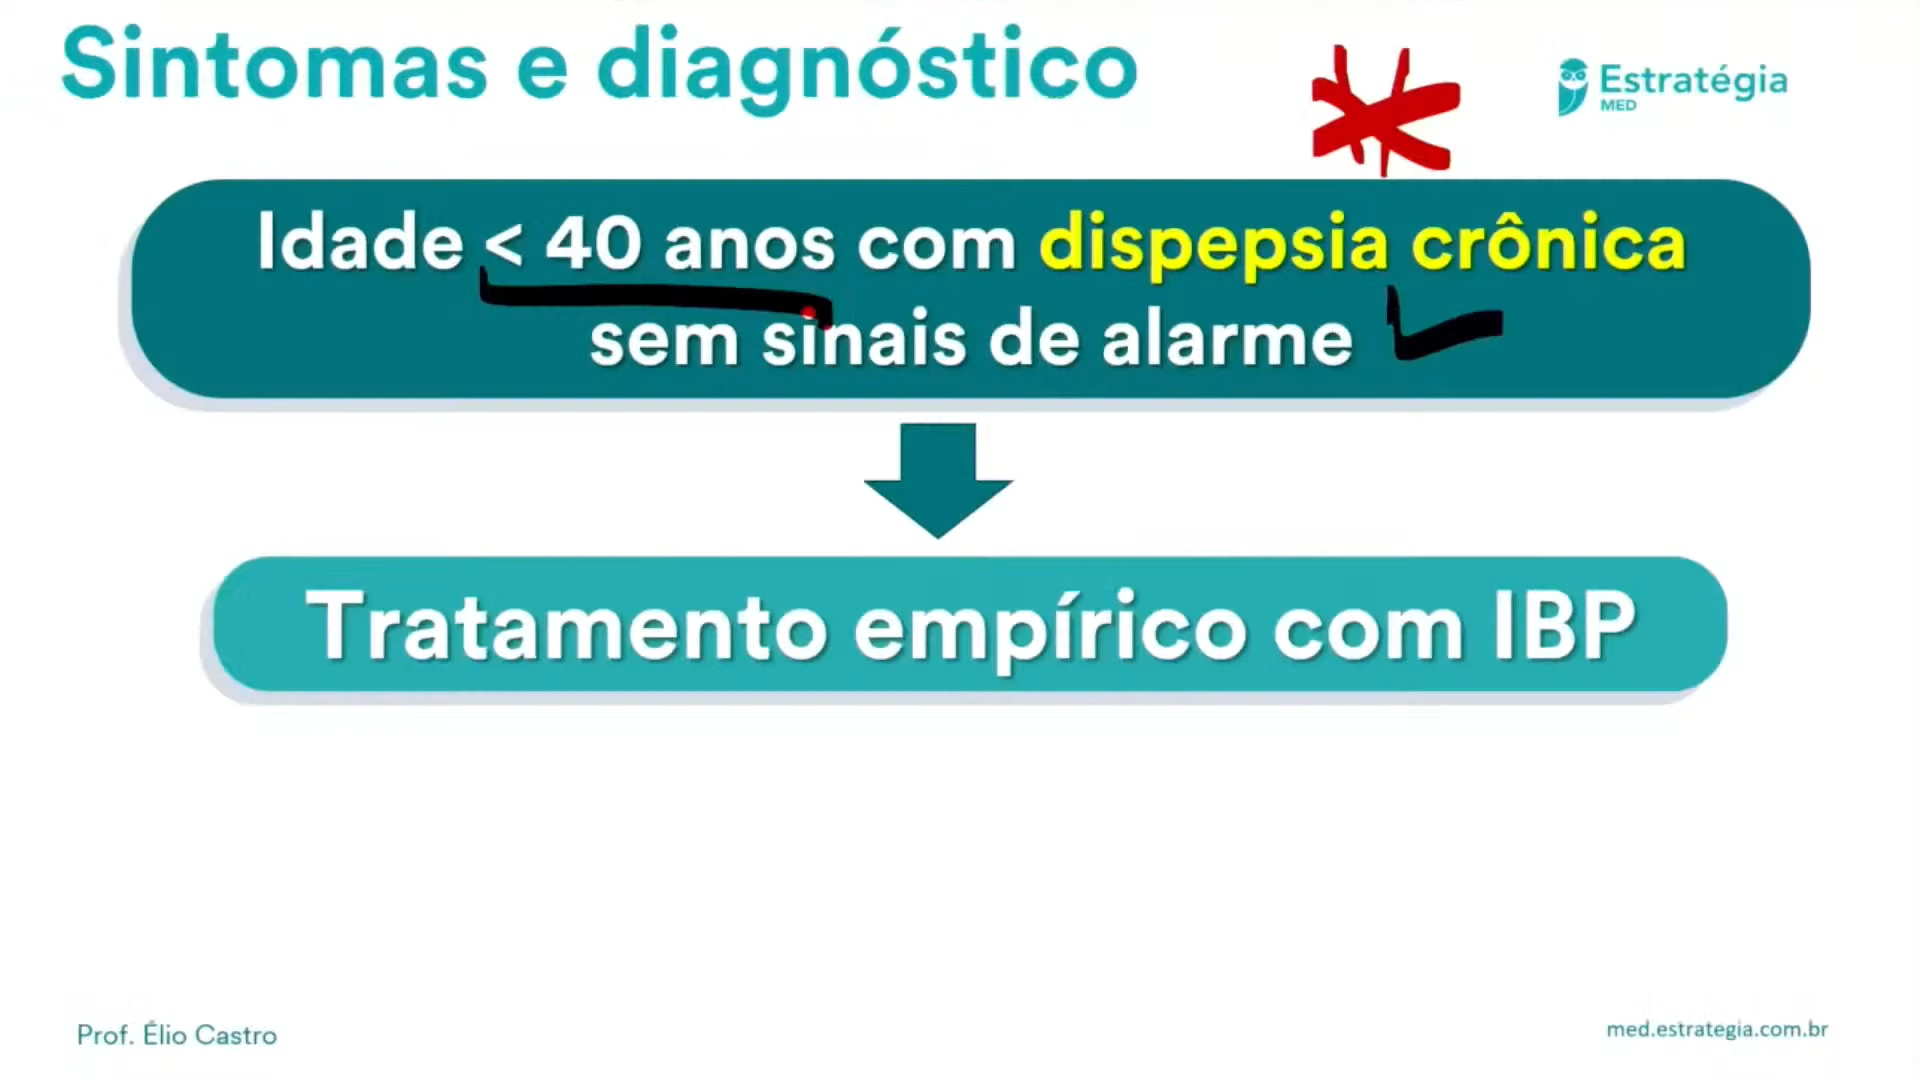 Sintomas e diagnóstico
Estratégia
MED
Idade < 40 anos com dispepsia crônica
sem sinais de alarme
Tratamento empírico com IBP
Prof. Élio Castro
med.estrategia.com.br